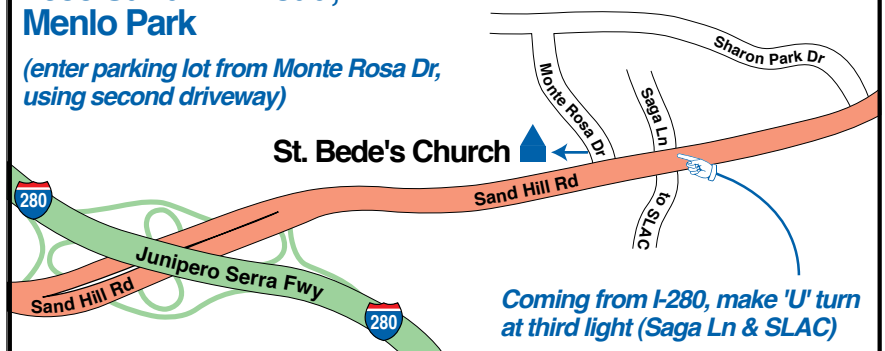 Menlo Park
(enter parking lot from Monte Rosa Dr,
using second driveway)
Sharon Park Dr
Monte Rosa Dr
Saga Ln
St. Bede's Church
Sand Hill Rd
to SLAC
280
Junipero Serra Fwy
Sand Hill Rd
280
Coming from I-280, make 'U' turn
at third light (Saga Ln & SLAC)